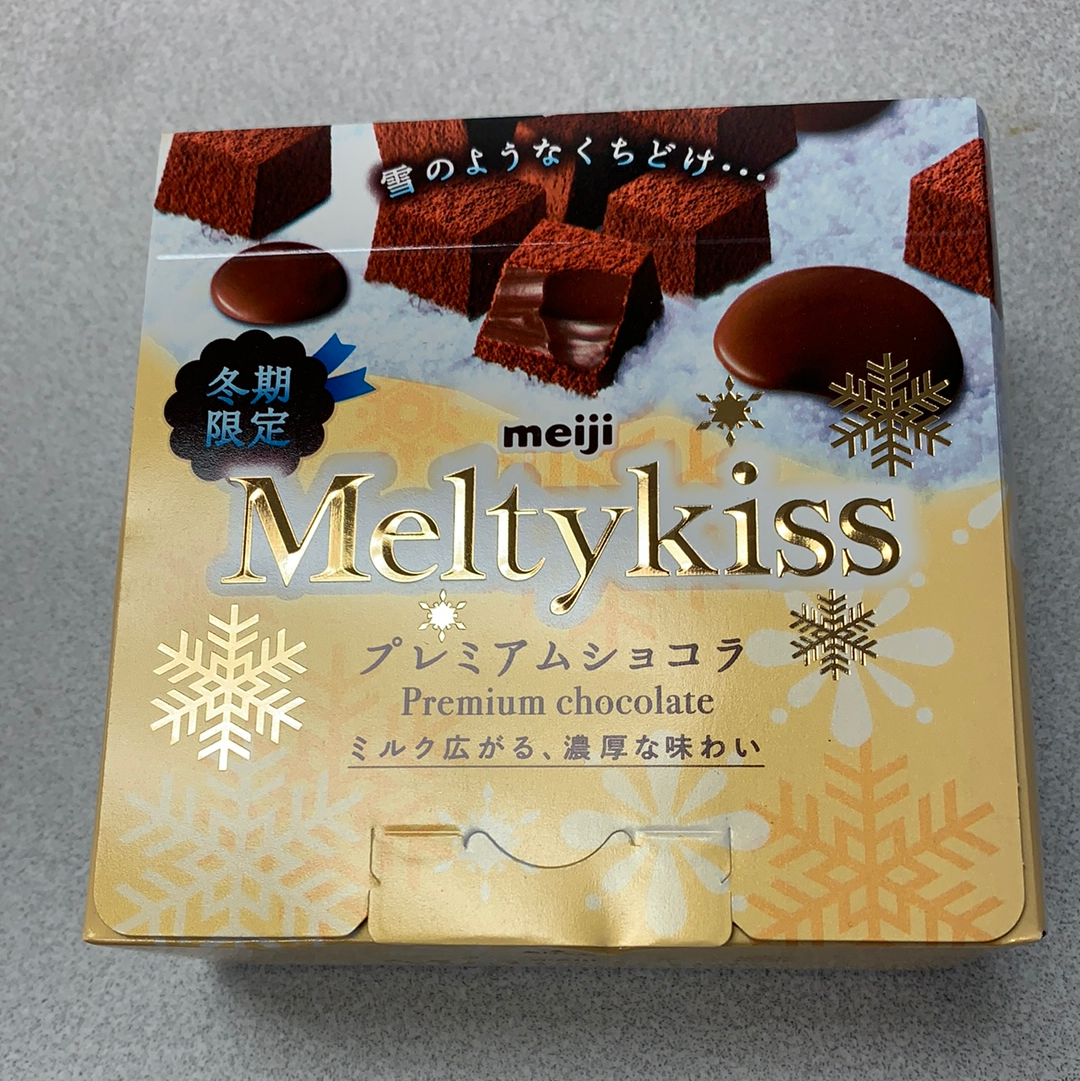 雪のようなくちどけ…
冬期
限定
meiji
Meltykiss
プレミアムショコラ
Premium chocolate
ミルク広がる、濃厚な味わい